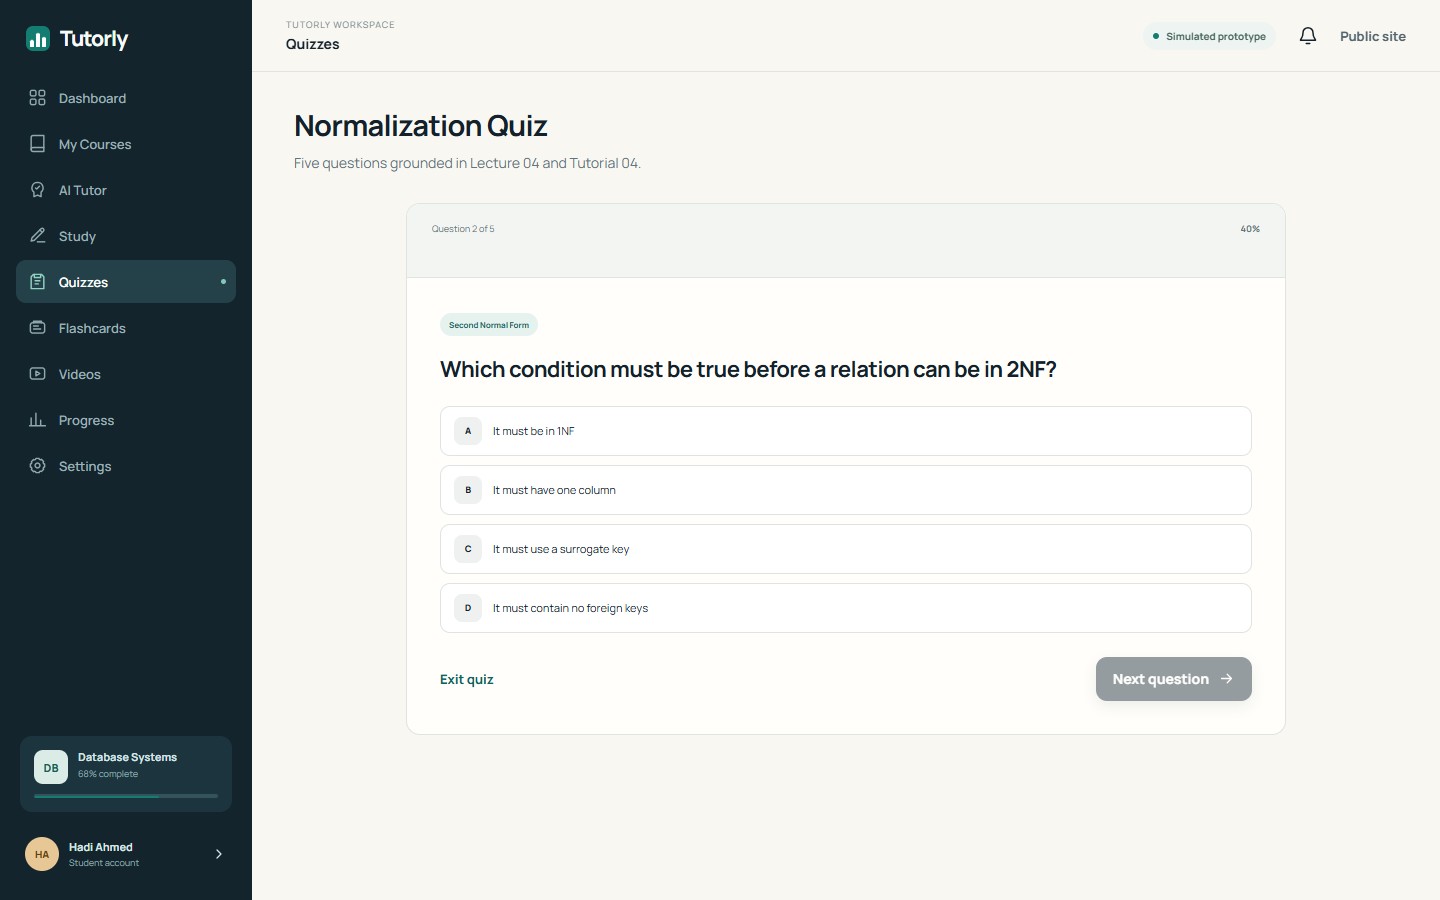 Tutorly
Dashboard
My Courses
AI Tutor
Study
Quizzes
Flashcards
Videos
Progress
Settings
DB
Database Systems
68% complete
HA
Hadi Ahmed
Student account
TUTORLY WORKSPACE
Quizzes
Simulated prototype
Public site
Normalization Quiz
Five questions grounded in Lecture 04 and Tutorial 04.
Question 2 of 5
40%
Second Normal Form
Which condition must be true before a relation can be in 2NF?
A It must be in 1NF
B It must have one column
C It must use a surrogate key
D It must contain no foreign keys
Exit quiz
Next question